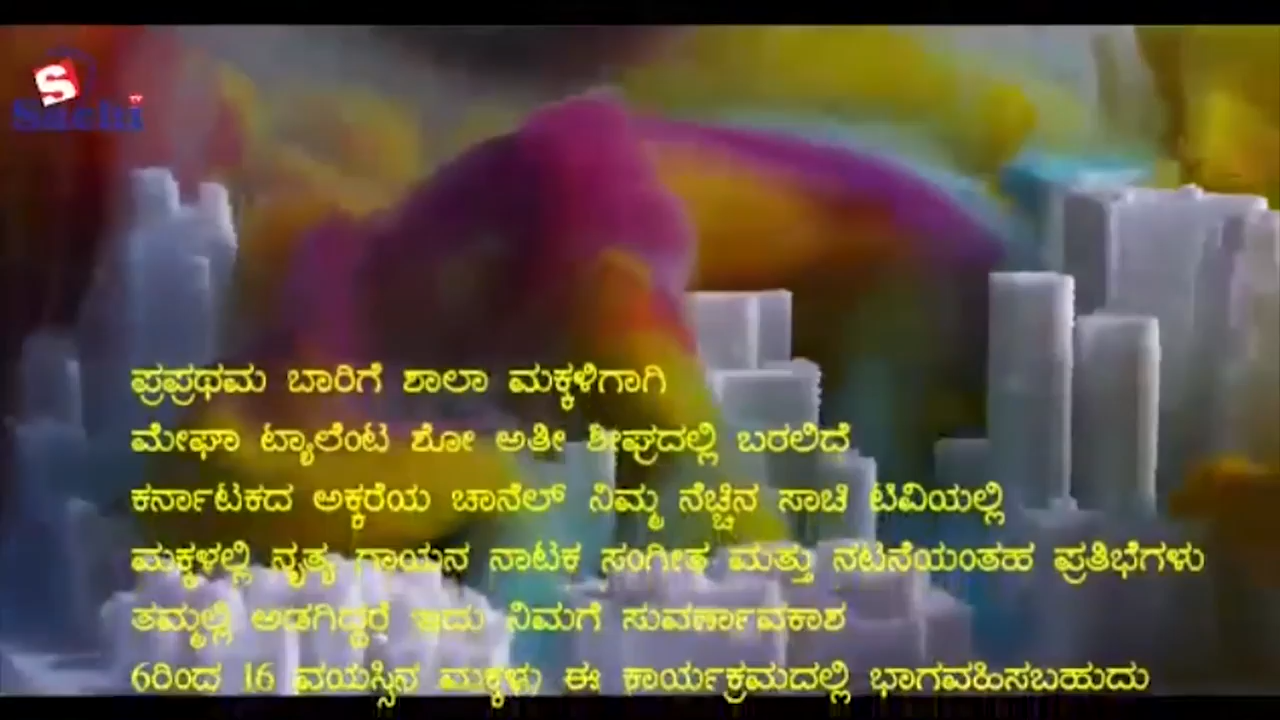 S
Sachi TV
ಪ್ರಪ್ರಥಮ ಬಾರಿಗೆ ಶಾಲಾ ಮಕ್ಕಳಿಗಾಗಿ
ಮೇಘಾ ಟ್ಯಾಲೆಂಟ ಶೋ ಅತೀ ಶೀಘ್ರದಲ್ಲಿ ಬರಲಿದೆ
ಕರ್ನಾಟಕದ ಅಕ್ಕರೆಯ ಚಾನೆಲ್ ನಿಮ್ಮ ನೆಚ್ಚಿನ ಸಾಚಿ ಟಿವಿಯಲ್ಲಿ
ಮಕ್ಕಳಲ್ಲಿ ನೃತ್ಯ ಗಾಯನ ನಾಟಕ ಸಂಗೀತ ಮತ್ತು ನಟನೆಯಂತಹ ಪ್ರತಿಭೆಗಳು
ತಮ್ಮಲ್ಲಿ ಅಡಗಿದ್ದರೆ ಇದು ನಿಮಗೆ ಸುವರ್ಣಾವಕಾಶ
6ರಿಂದ 16 ವಯಸ್ಸಿನ ಮಕ್ಕಳು ಈ ಕಾರ್ಯಕ್ರಮದಲ್ಲಿ ಭಾಗವಹಿಸಬಹುದು